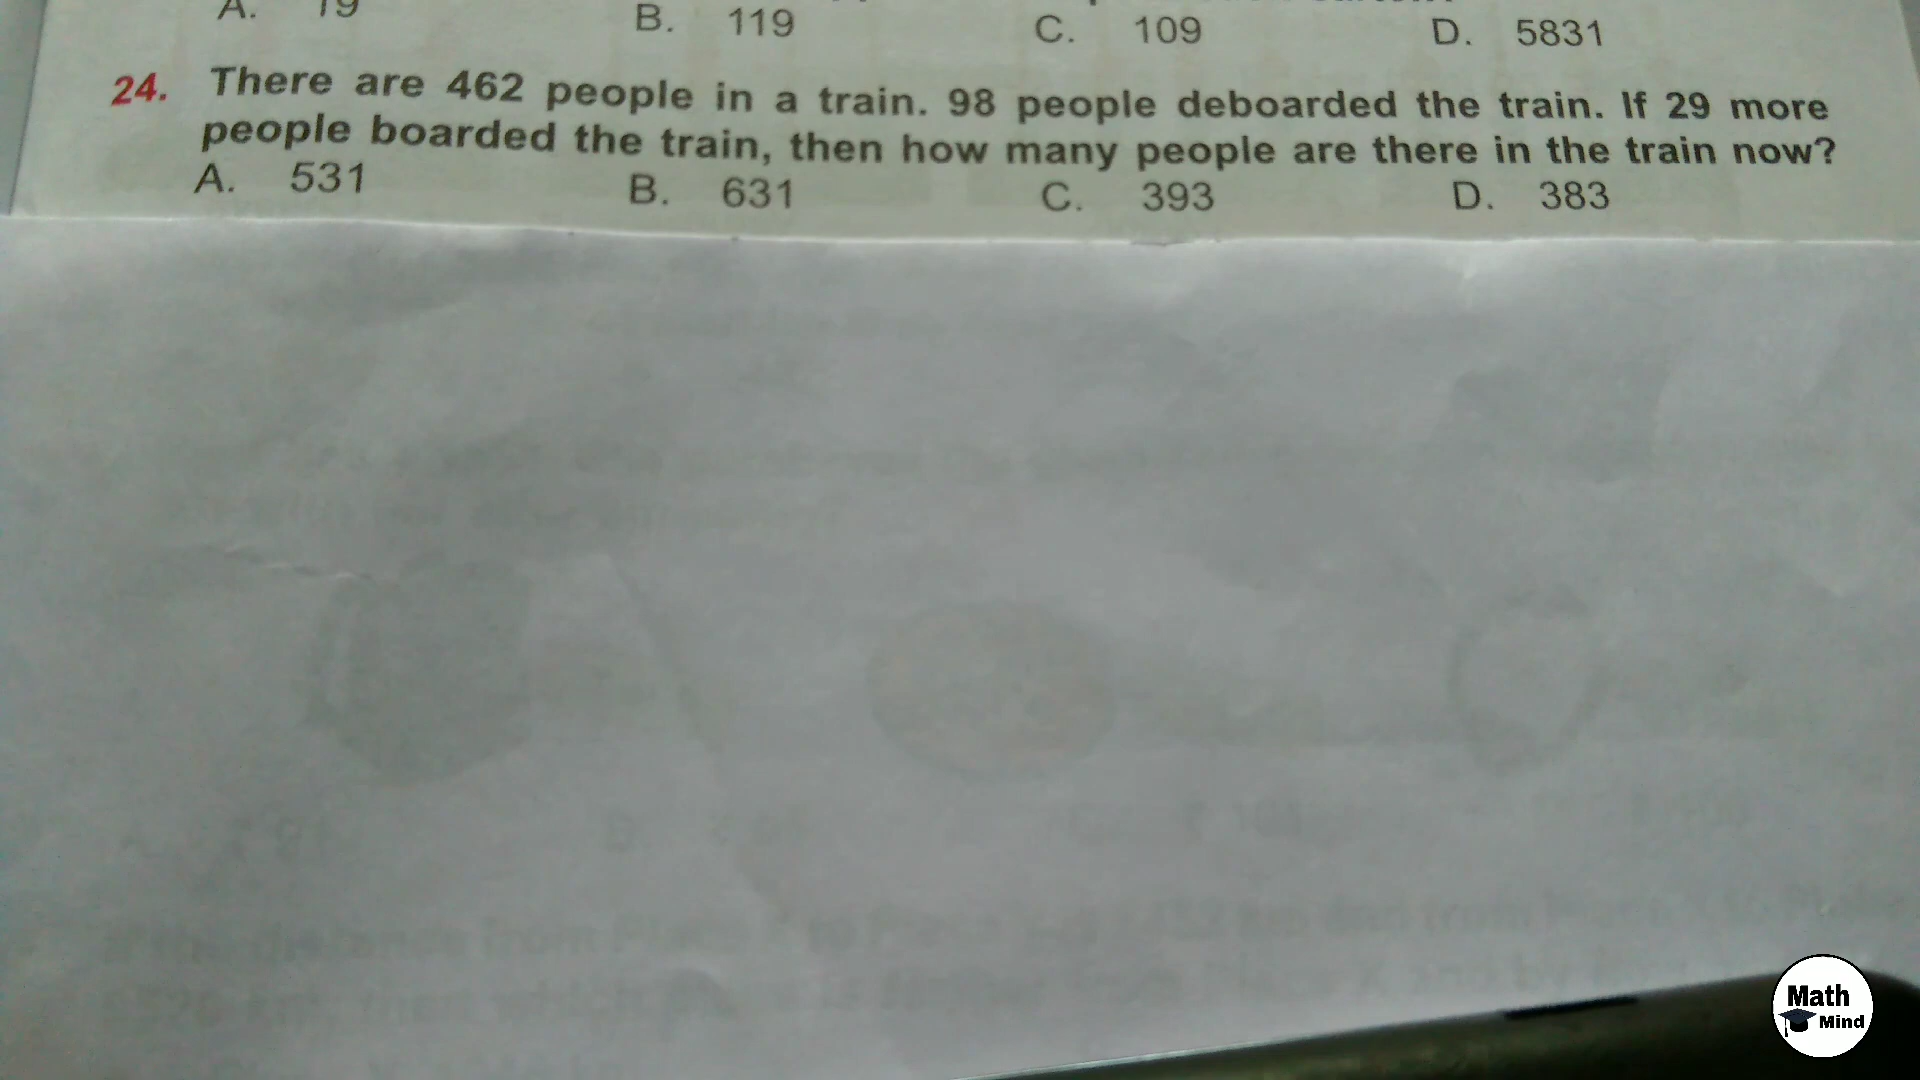 A. 19 B. 119 C. 109 D. 5831
24. There are 462 people in a train. 98 people deboarded the train. If 29 more
people boarded the train, then how many people are there in the train now?
A. 531 B. 631 C. 393 D. 383
Math
Mind